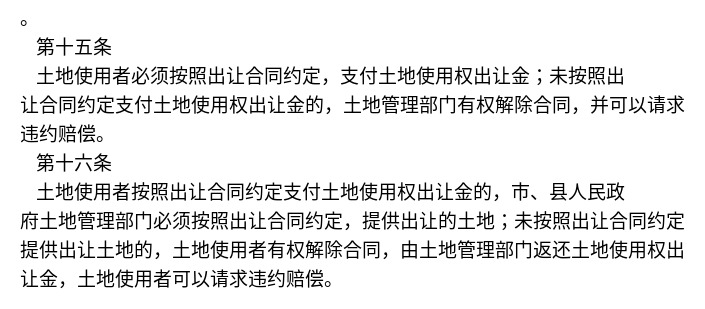 。
第十五条
土地使用者必须按照出让合同约定，支付土地使用权出让金；未按照出
让合同约定支付土地使用权出让金的，土地管理部门有权解除合同，并可以请求
违约赔偿。
第十六条
土地使用者按照出让合同约定支付土地使用权出让金的，市、县人民政
府土地管理部门必须按照出让合同约定，提供出让的土地；未按照出让合同约定
提供出让土地的，土地使用者有权解除合同，由土地管理部门返还土地使用权出
让金，土地使用者可以请求违约赔偿。